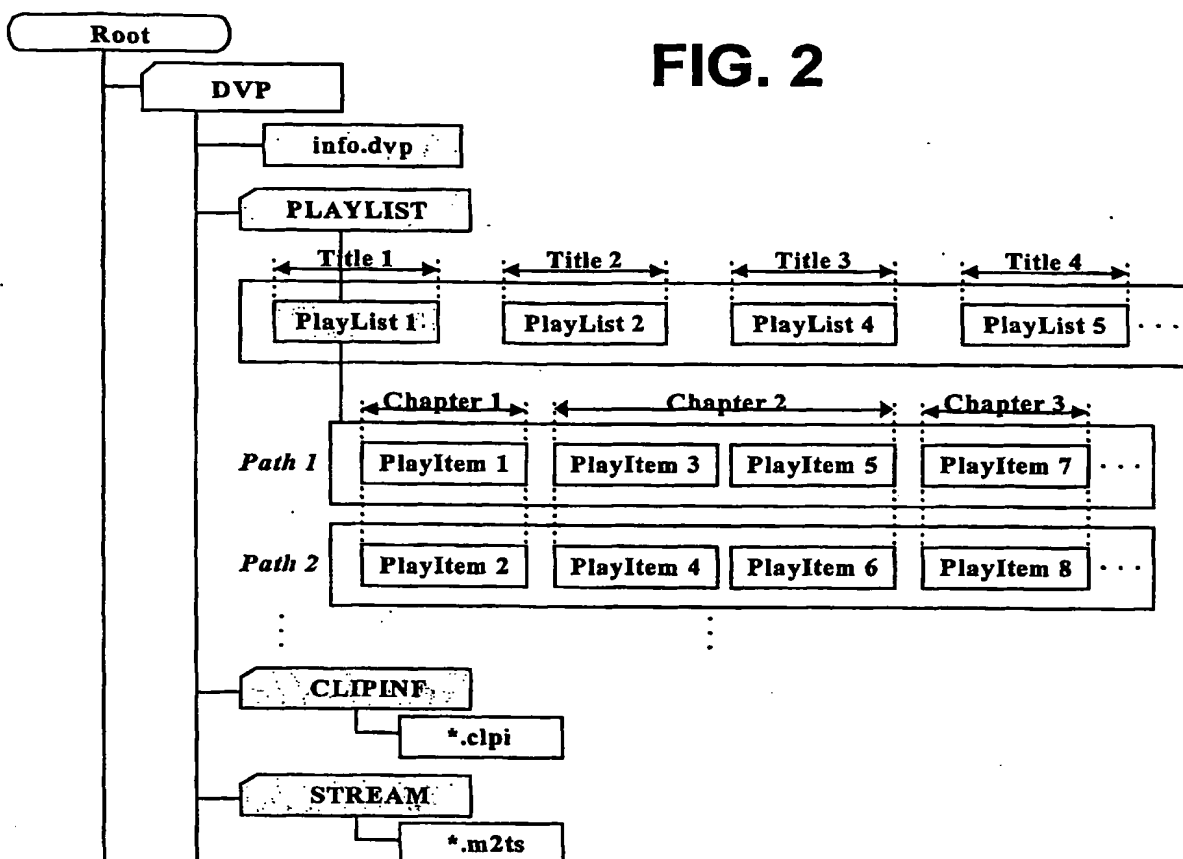 Root
FIG. 2
DVP
info.dvp
PLAYLIST
Title 1 Title 2 Title 3 Title 4
PlayList 1 PlayList 2 PlayList 4 PlayList 5 ...
Chapter 1 Chapter 2 Chapter 3
Path 1 PlayItem 1 PlayItem 3 PlayItem 5 PlayItem 7 ...
Path 2 PlayItem 2 PlayItem 4 PlayItem 6 PlayItem 8 ...
CLIPINF
*.clpi
STREAM
*.m2ts